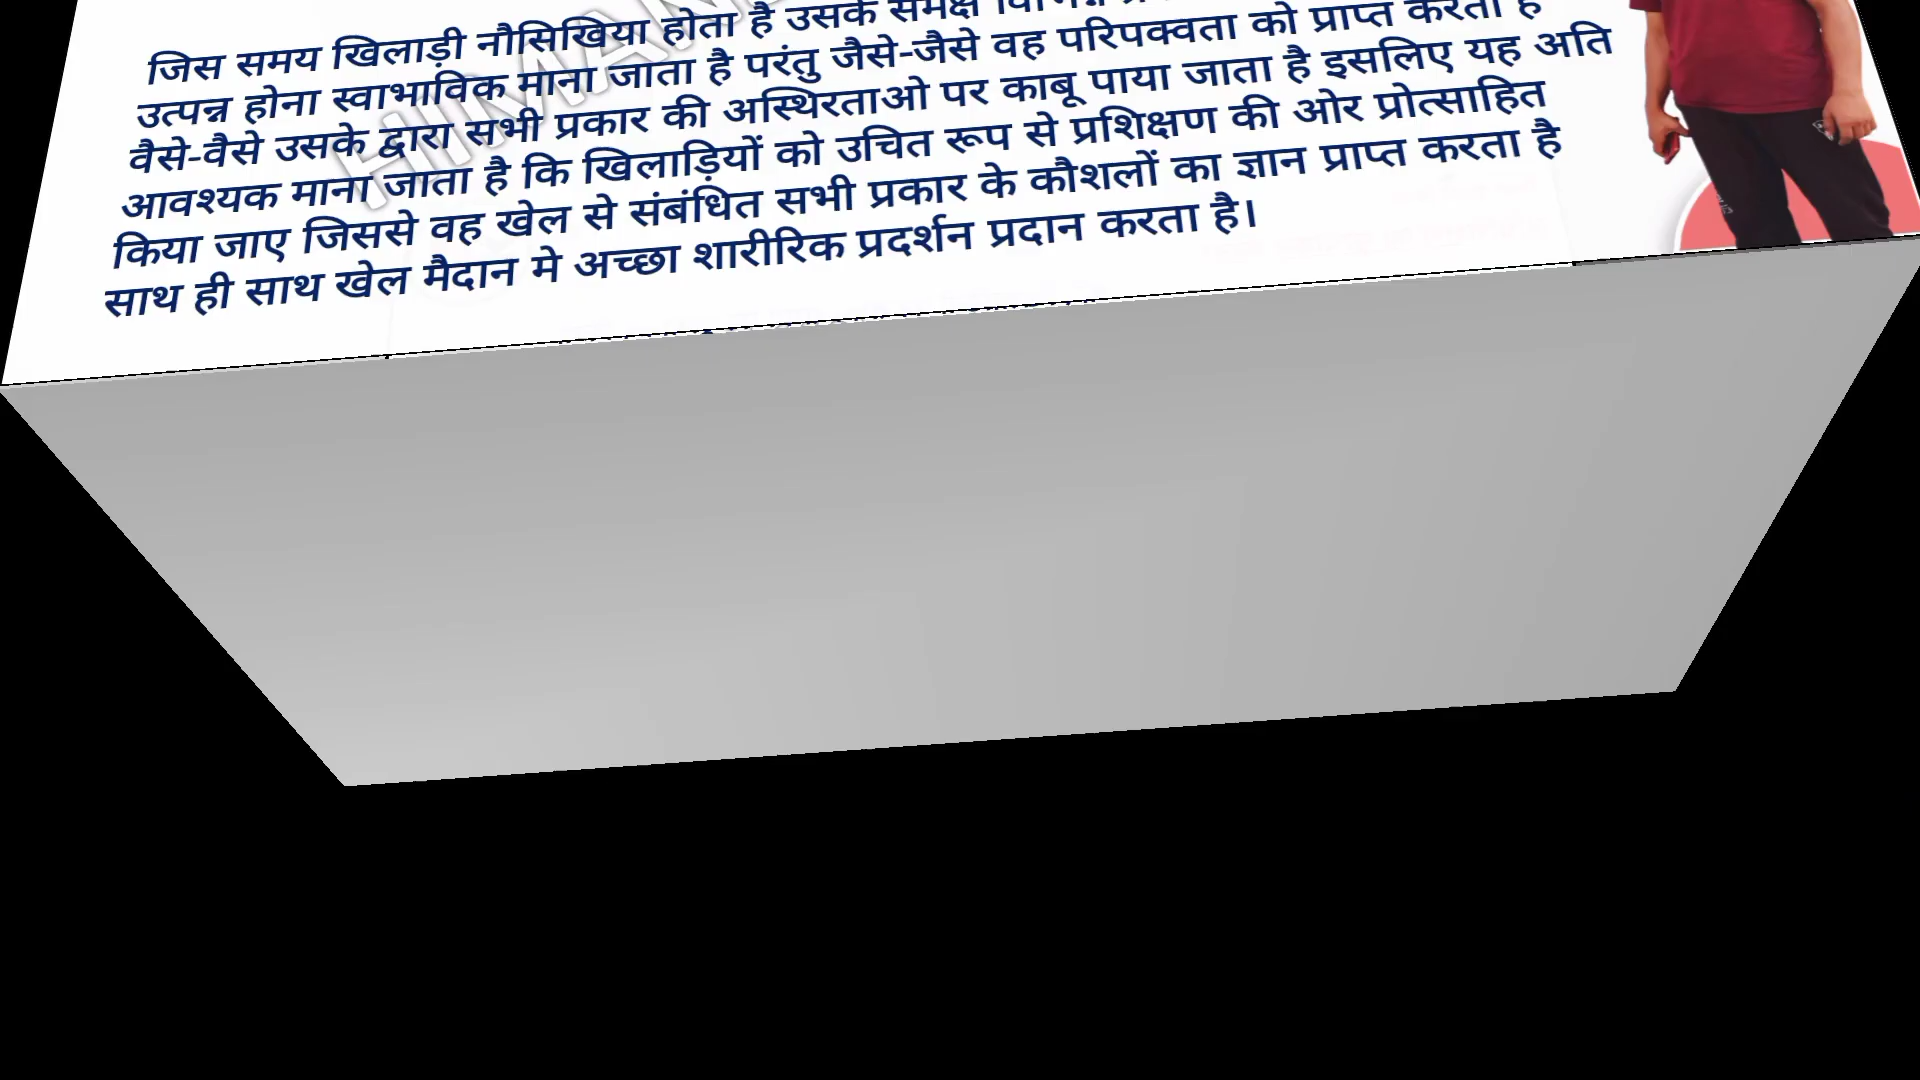 जिस समय खिलाड़ी नौसिखिया होता है उसके समक्ष
उत्पन्न होना स्वाभाविक माना जाता है परंतु जैसे-जैसे वह परिपक्वता को प्राप्त करता है
वैसे-वैसे उसके द्वारा सभी प्रकार की अस्थिरताओ पर काबू पाया जाता है इसलिए यह अति
आवश्यक माना जाता है कि खिलाड़ियों को उचित रूप से प्रशिक्षण की ओर प्रोत्साहित
किया जाए जिससे वह खेल से संबंधित सभी प्रकार के कौशलों का ज्ञान प्राप्त करता है
साथ ही साथ खेल मैदान मे अच्छा शारीरिक प्रदर्शन प्रदान करता है।